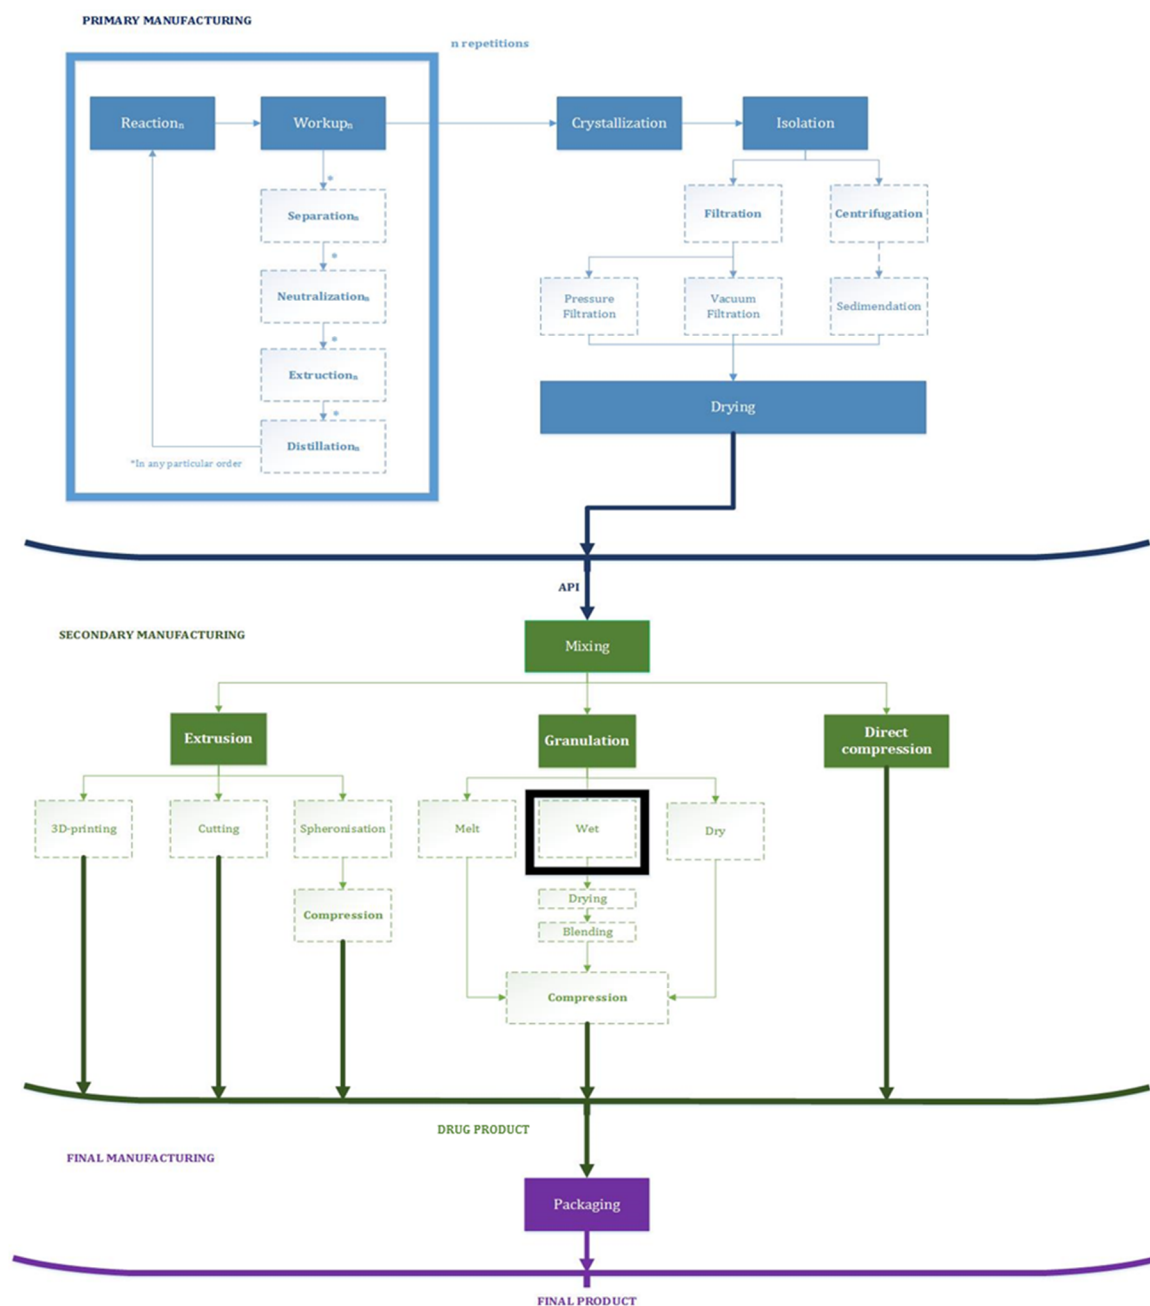 PRIMARY MANUFACTURING
n repetitions
Reactionₙ
Workupₙ
Crystallization
Isolation
*
Separationₙ
Filtration
Centrifugation
*
Neutralizationₙ
Pressure
Filtration
Vacuum
Filtration
Sedimendation
*
Extructionₙ
Drying
*
Distillationₙ
*In any particular order
API
SECONDARY MANUFACTURING
Mixing
Extrusion
Granulation
Direct
compression
3D-printing
Cutting
Spheronisation
Melt
Wet
Dry
Compression
Drying
Blending
Compression
DRUG PRODUCT
FINAL MANUFACTURING
Packaging
FINAL PRODUCT